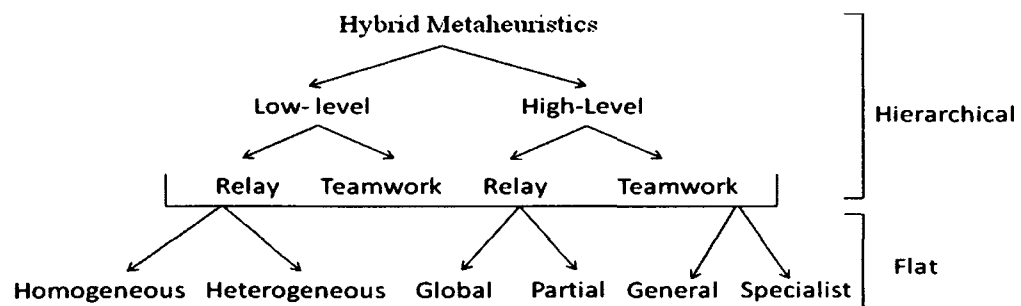 Hybrid Metaheuristics
Low- level High-Level
Hierarchical
Relay Teamwork Relay Teamwork
Flat
Homogeneous Heterogeneous Global Partial General Specialist